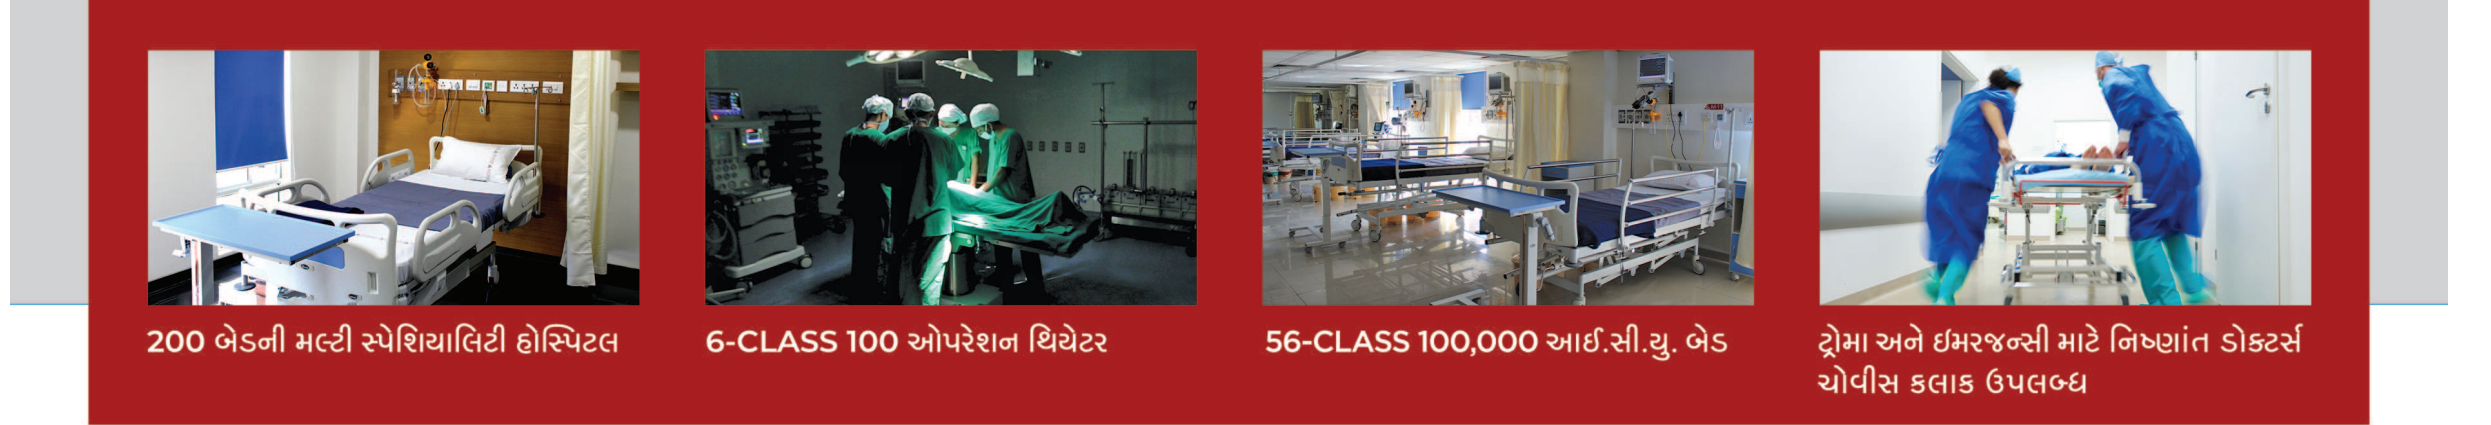 200 બેડની મલ્ટી સ્પેશિયાલિટી હોસ્પિટલ
6-CLASS 100 ઓપરેશન થિયેટર
56-CLASS 100,000 આઈ.સી.યુ. બેડ
ટ્રોમા અને ઈમરજન્સી માટે નિષ્ણાંત ડોક્ટર્સ
ચોવીસ કલાક ઉપલબ્ધ